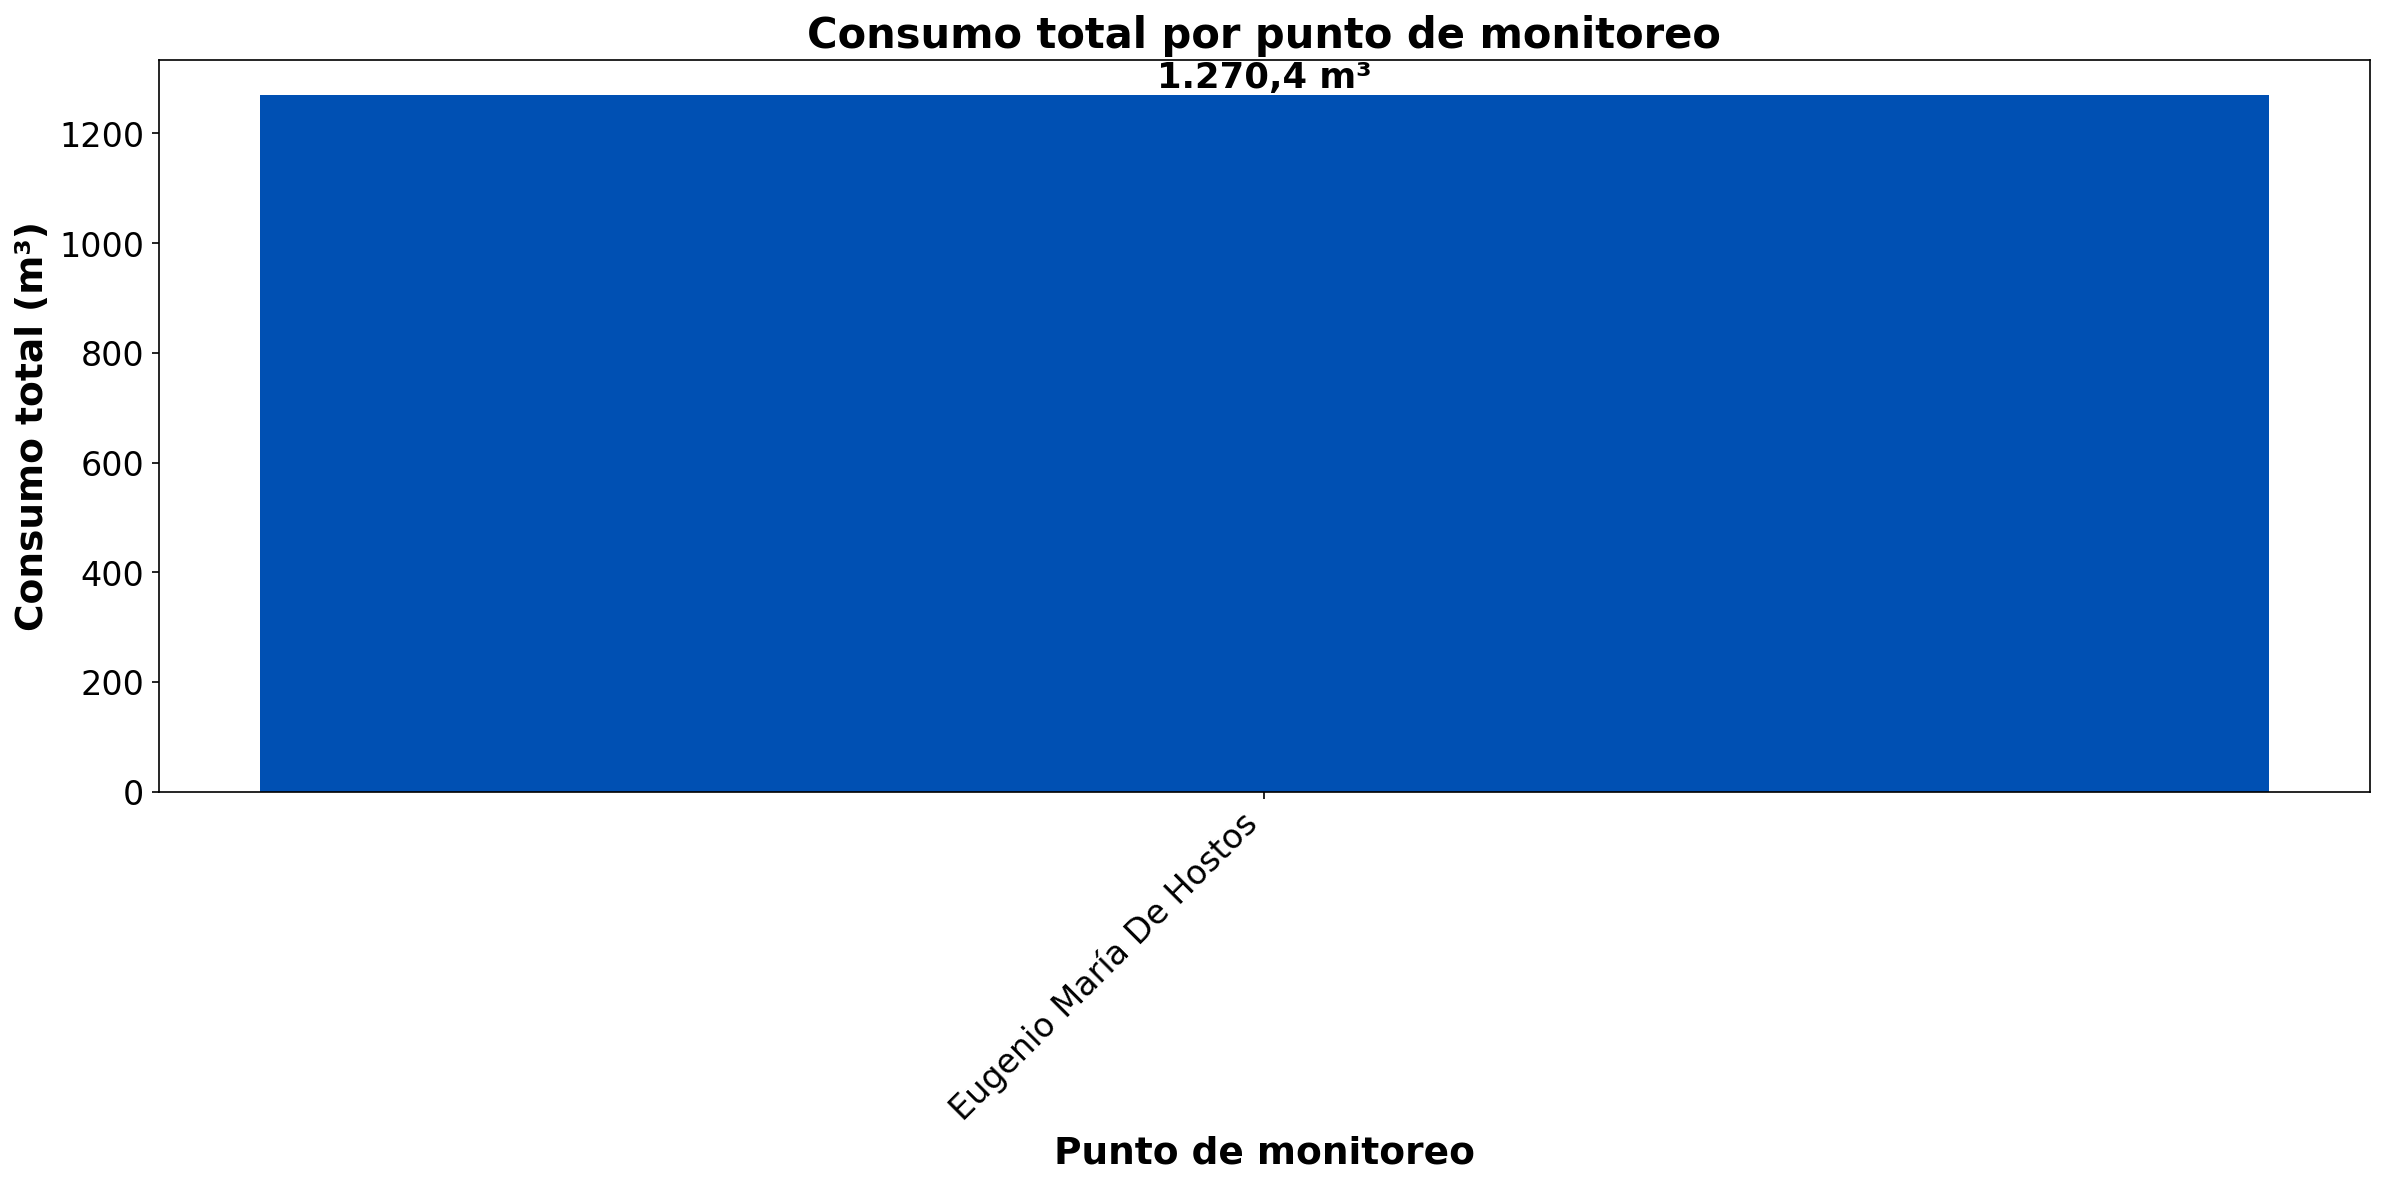 Consumo total por punto de monitoreo
1.270,4 m³
Consumo total (m³)
1200
1000
800
600
400
200
0
Eugenio María De Hostos
Punto de monitoreo